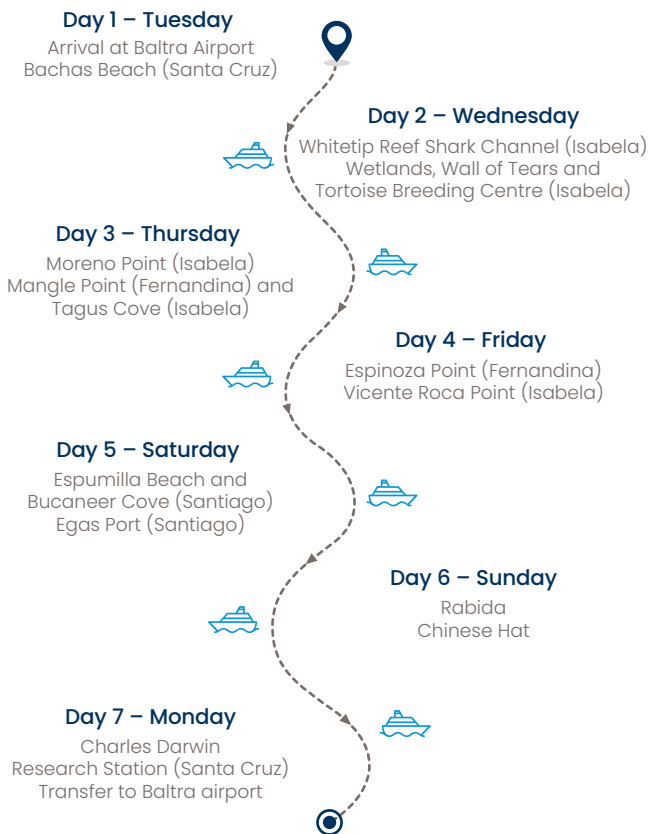 Day 1 – Tuesday
Arrival at Baltra Airport
Bachas Beach (Santa Cruz)
Day 2 – Wednesday
Whitetip Reef Shark Channel (Isabela)
Wetlands, Wall of Tears and
Tortoise Breeding Centre (Isabela)
Day 3 – Thursday
Moreno Point (Isabela)
Mangle Point (Fernandina) and
Tagus Cove (Isabela)
Day 4 – Friday
Espinoza Point (Fernandina)
Vicente Roca Point (Isabela)
Day 5 – Saturday
Espumilla Beach and
Bucaneer Cove (Santiago)
Egas Port (Santiago)
Day 6 – Sunday
Rabida
Chinese Hat
Day 7 – Monday
Charles Darwin
Research Station (Santa Cruz)
Transfer to Baltra airport